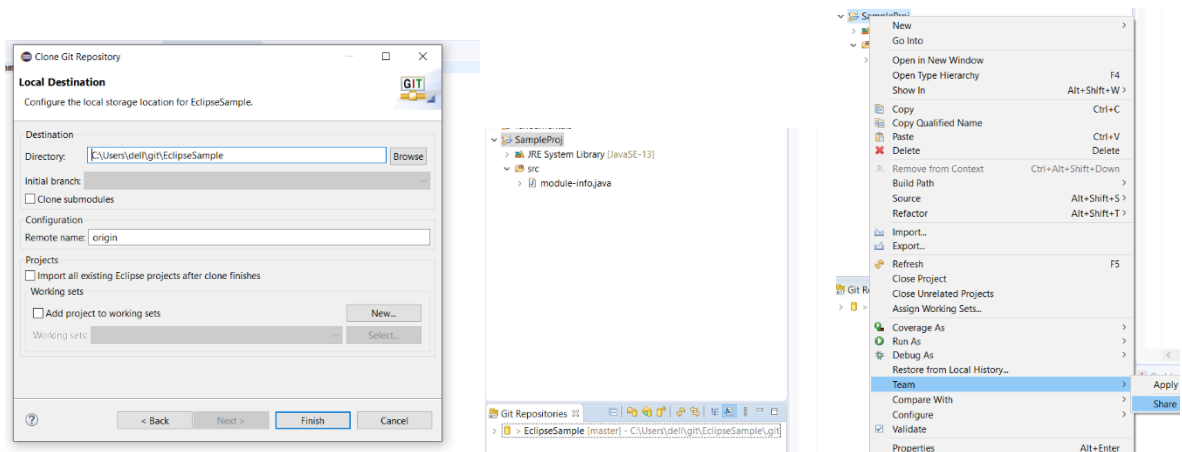 Clone Git Repository
Local Destination
Configure the local storage location for EclipseSample.
GIT
Destination
Directory: C:\Users\dell\git\EclipseSample Browse
Initial branch:
Clone submodules
Configuration
Remote name: origin
Projects
Import all existing Eclipse projects after clone finishes
Working sets
Add project to working sets New...
Working sets: Select...
< Back Next > Finish Cancel
SampleProj
JRE System Library [JavaSE-13]
src
module-info.java
Git Repositories
> EclipseSample [master] - C:\Users\dell\git\EclipseSample\.git
SampleProj
New
Go Into
Open in New Window
Open Type Hierarchy F4
Show In Alt+Shift+W >
Copy Ctrl+C
Copy Qualified Name
Paste Ctrl+V
Delete Delete
Remove from Context Ctrl+Alt+Shift+Down
Build Path
Source Alt+Shift+S >
Refactor Alt+Shift+T >
Import...
Export...
Refresh F5
Close Project
Close Unrelated Projects
Assign Working Sets...
Coverage As
Run As
Debug As
Restore from Local History...
Team
Compare With
Configure
Validate
Properties Alt+Enter
Git R
Apply
Share